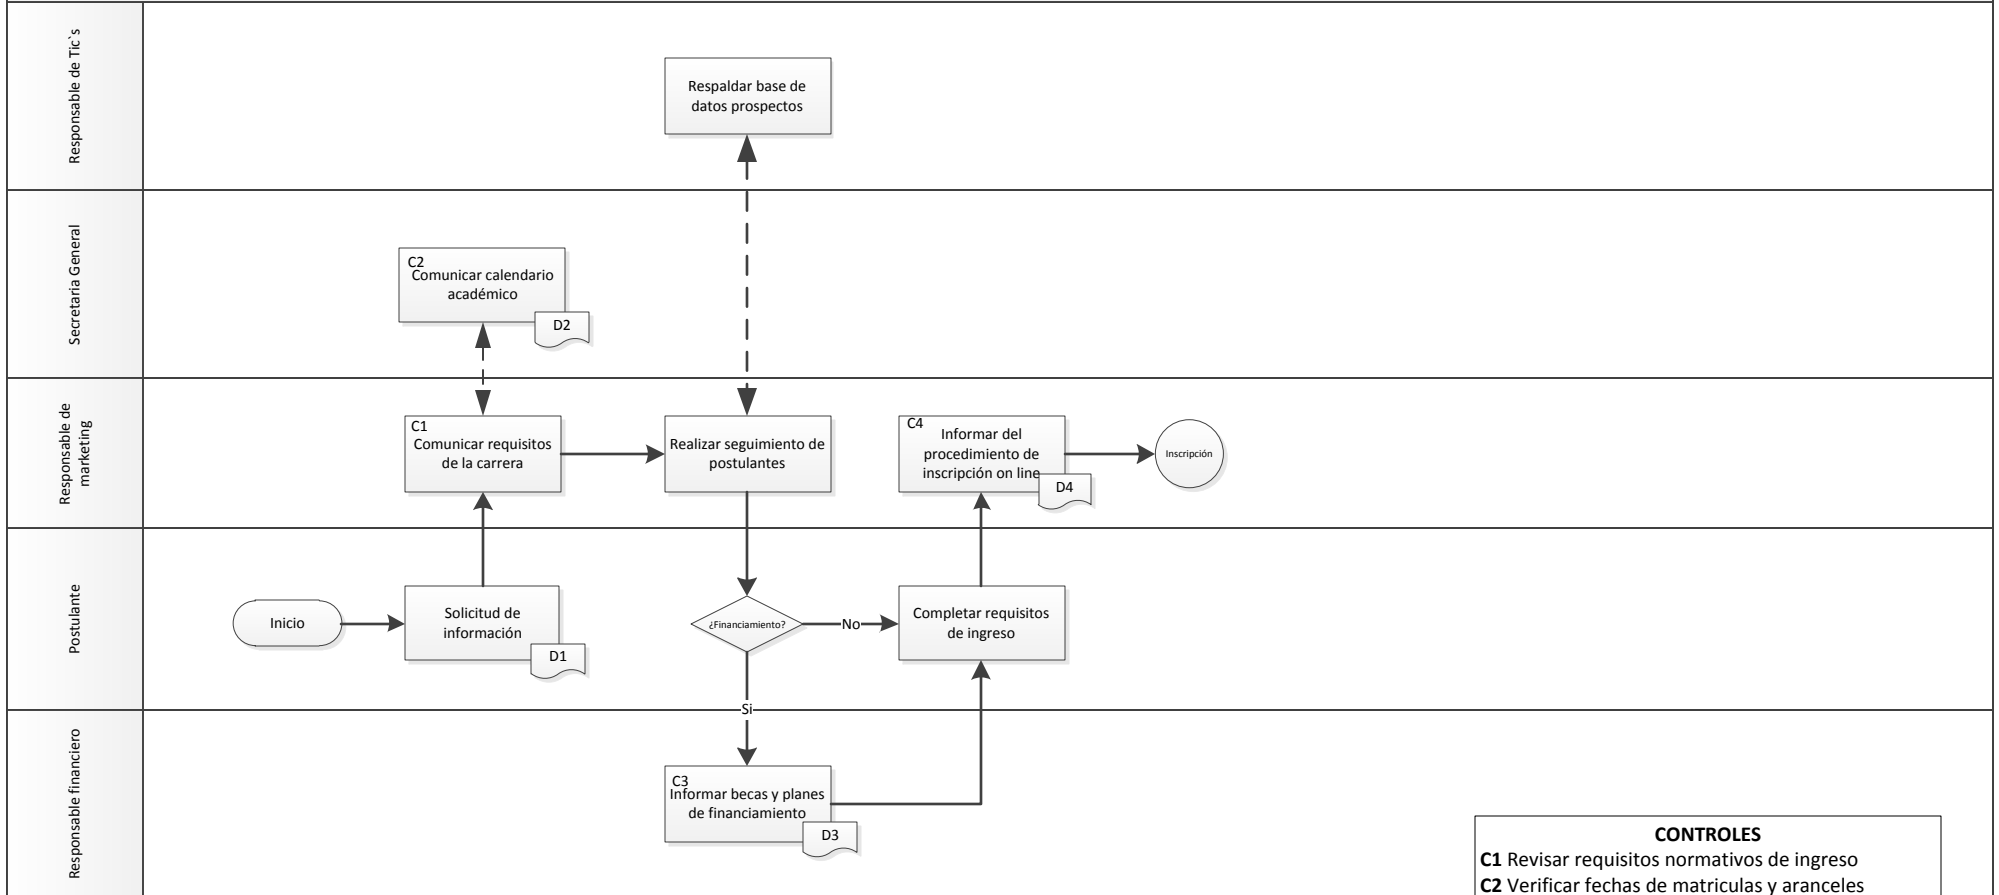 Responsable de Tic`s
Respaldar base de
datos prospectos
Secretaria General
C2
Comunicar calendario
académico
D2
Responsable de
marketing
C1
Comunicar requisitos
de la carrera
Realizar seguimiento de
postulantes
C4
Informar del
procedimiento de
inscripción on line
D4
Inscripción
Postulante
Inicio
Solicitud de
información
D1
¿Financiamiento?
No
Completar requisitos
de ingreso
Si
Responsable financiero
C3
Informar becas y planes
de financiamiento
D3
CONTROLES
C1 Revisar requisitos normativos de ingreso
C2 Verificar fechas de matriculas y aranceles